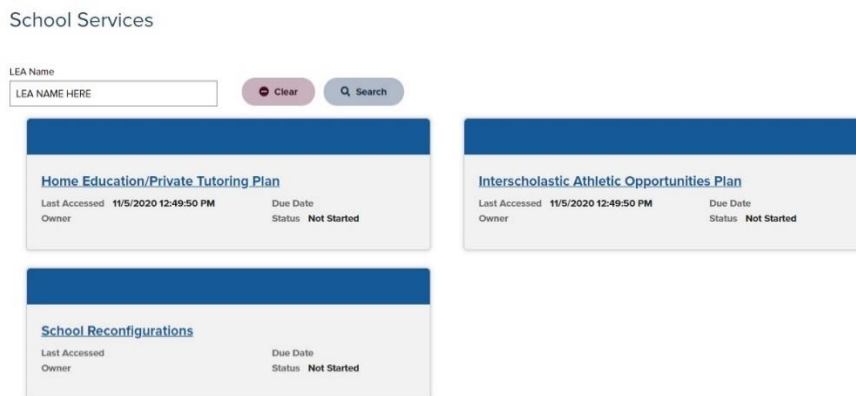 School Services
LEA Name
LEA NAME HERE
Clear
Search
Home Education/Private Tutoring Plan
Last Accessed 11/5/2020 12:49:50 PM Due Date
Owner Status Not Started
Interscholastic Athletic Opportunities Plan
Last Accessed 11/5/2020 12:49:50 PM Due Date
Owner Status Not Started
School Reconfigurations
Last Accessed Due Date
Owner Status Not Started